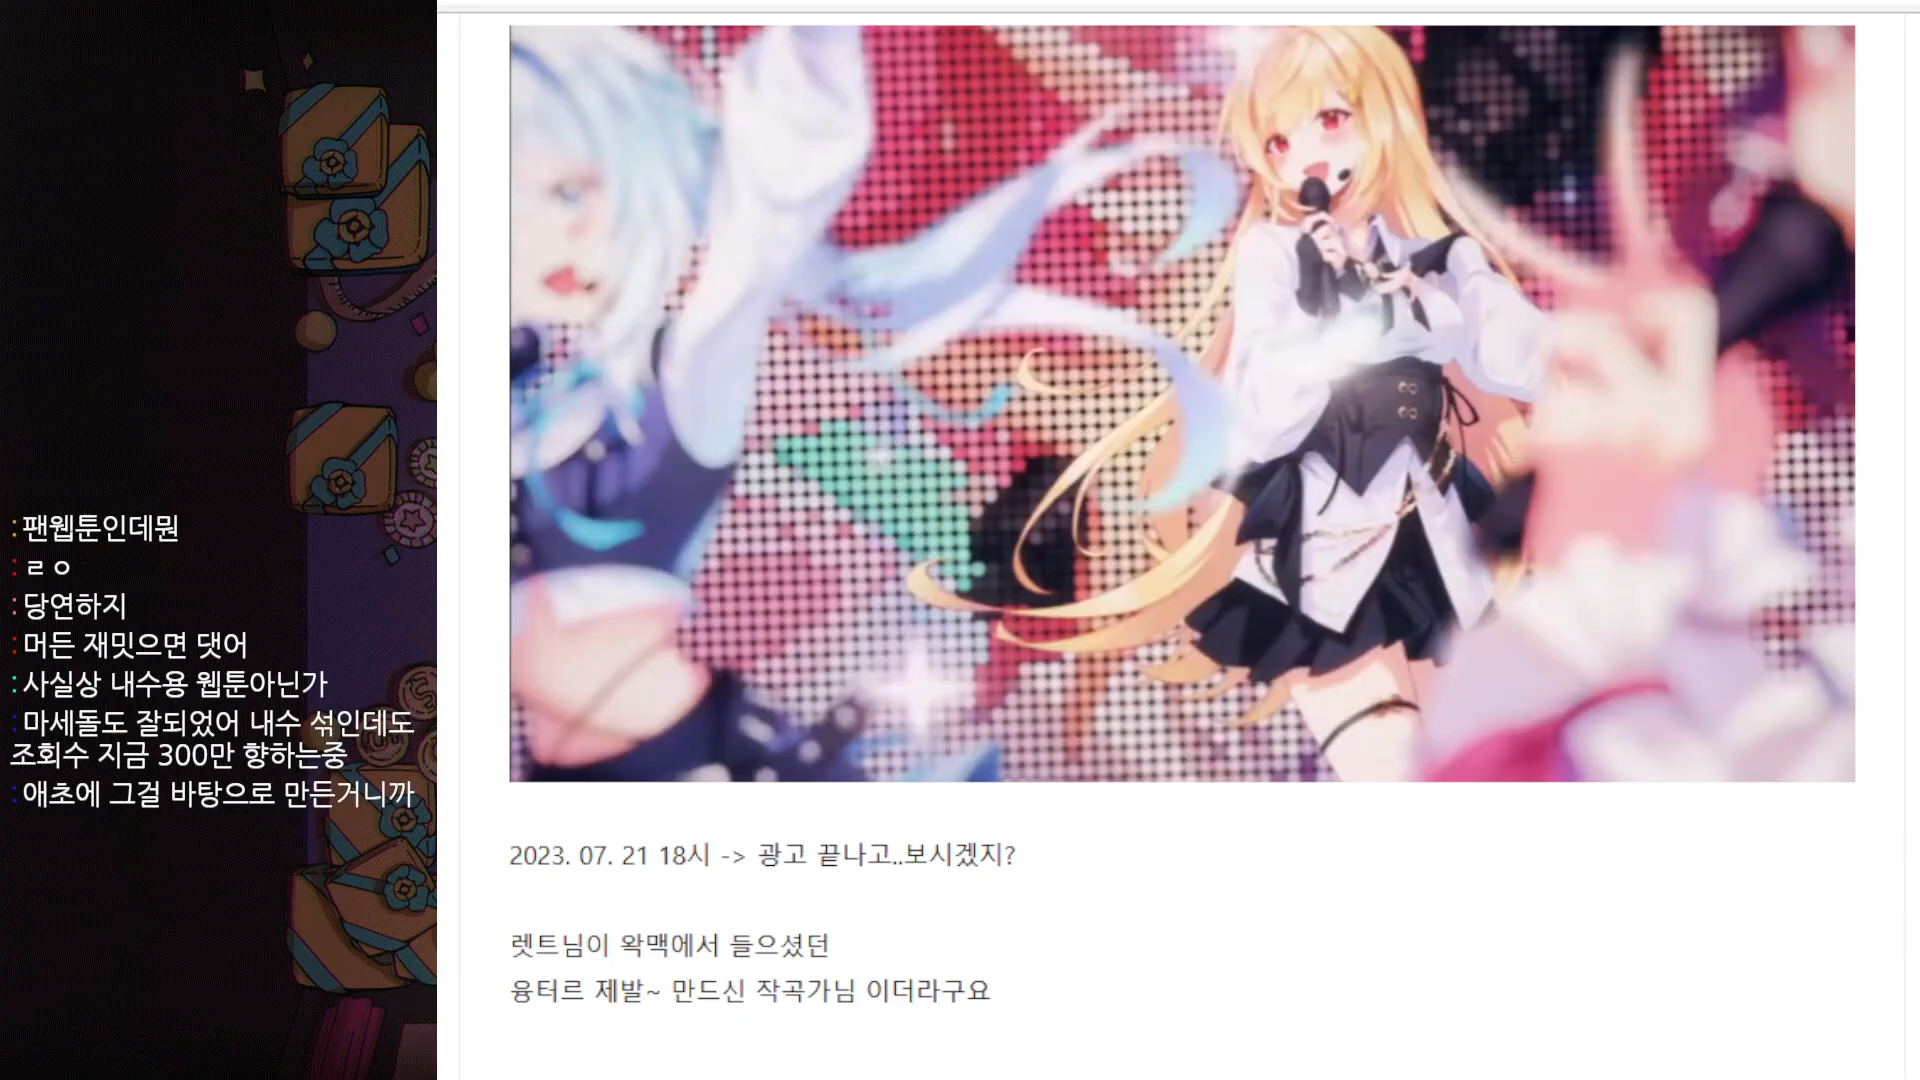 : 팬웹툰인데뭔
: ㄹㅇ
: 당연하지
: 머든 재밋으면 댓어
: 사실상 내수용 웹툰아닌가
: 마세돌도 잘되었어 내수 섞인데도
조회수 지금 300만 향하는중
: 애초에 그걸 바탕으로 만든거니까
2023. 07. 21 18시 -> 광고 끝나고..보시겠지?
렛트님이 왁맥에서 들으셨던
융터르 제발~ 만드신 작곡가님 이더라구요